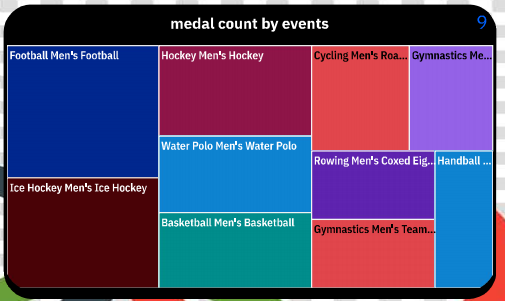 medal count by events
9
Football Men's Football
Hockey Men's Hockey
Cycling Men's Roa...
Gymnastics Me...
Water Polo Men's Water Polo
Rowing Men's Coxed Eig...
Handball ...
Ice Hockey Men's Ice Hockey
Basketball Men's Basketball
Gymnastics Men's Team...